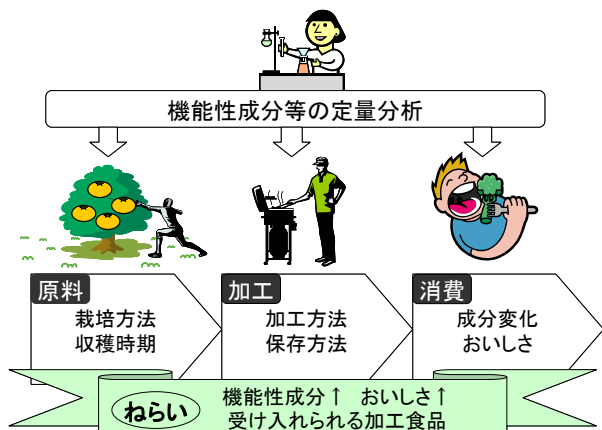 機能性成分等の定量分析
原料
栽培方法
収穫時期
加工
加工方法
保存方法
消費
成分変化
おいしさ
ねらい
機能性成分↑ おいしさ↑
受け入れられる加工食品